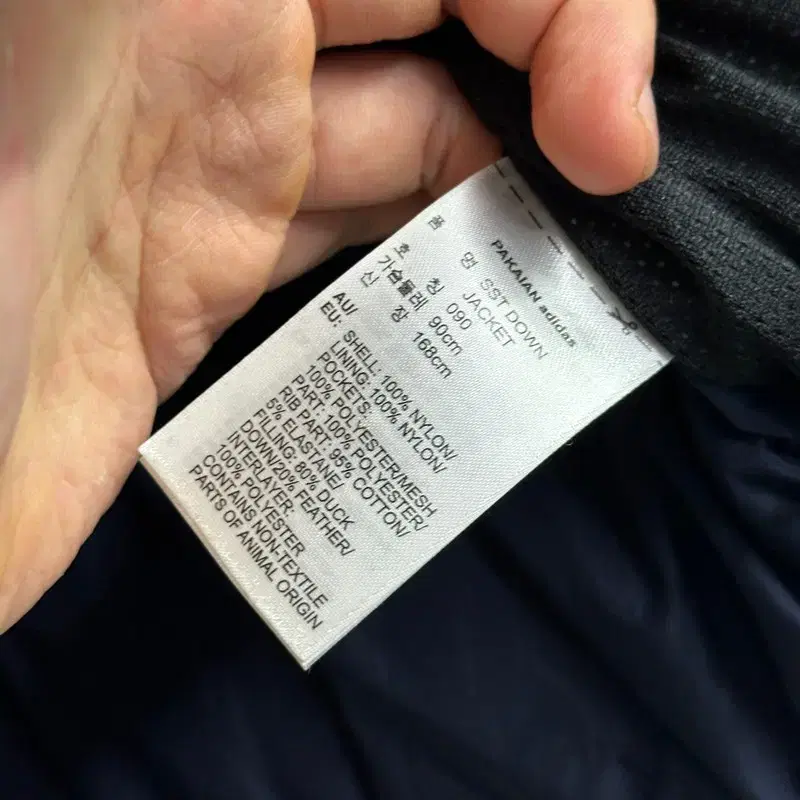 PAKAIAN adidas
품 명 SST DOWN
JACKET
호 칭 090
가슴둘레 90cm
신 장 168cm
AU/
EU: SHELL: 100% NYLON/
LINING: 100% NYLON/
POCKETS:
100% POLYESTER/MESH
PART: 100% POLYESTER/
RIB PART: 95% COTTON/
5% ELASTANE/
FILLING: 80% DUCK
DOWN/20% FEATHER/
INTERLAYER:
100% POLYESTER
CONTAINS NON-TEXTILE
PARTS OF ANIMAL ORIGIN